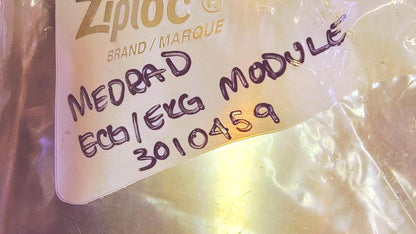 Ziploc®
BRAND / MARQUE
MEDRAD
ECG/EKG MODULE
3010459